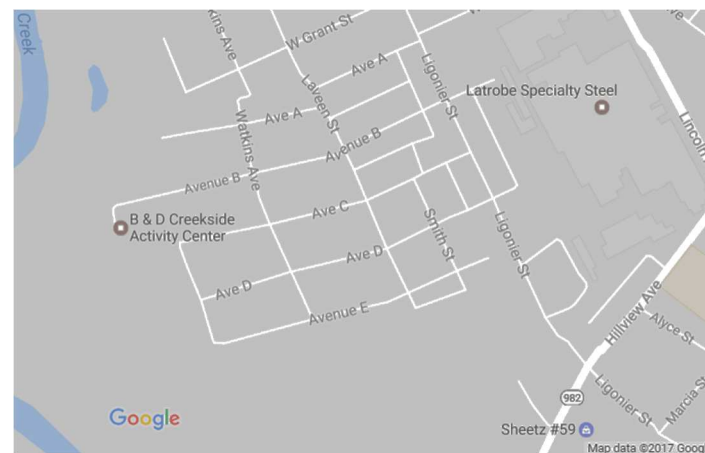 Creek
kins Ave
W Grant St
Ave A
Ligonier St
W
ve
Latrobe Specialty Steel
Laveen St
Ave A
Watkins Ave
Avenue B
Avenue B
Lincoln
B & D Creekside
Activity Center
Ave C
Smith St
Ligonier St
Ave D
Ave D
Avenue E
Hillview Ave
Alyce St
982
Ligonier St
Marcia St
Google
Sheetz #59
Map data ©2017 Goog